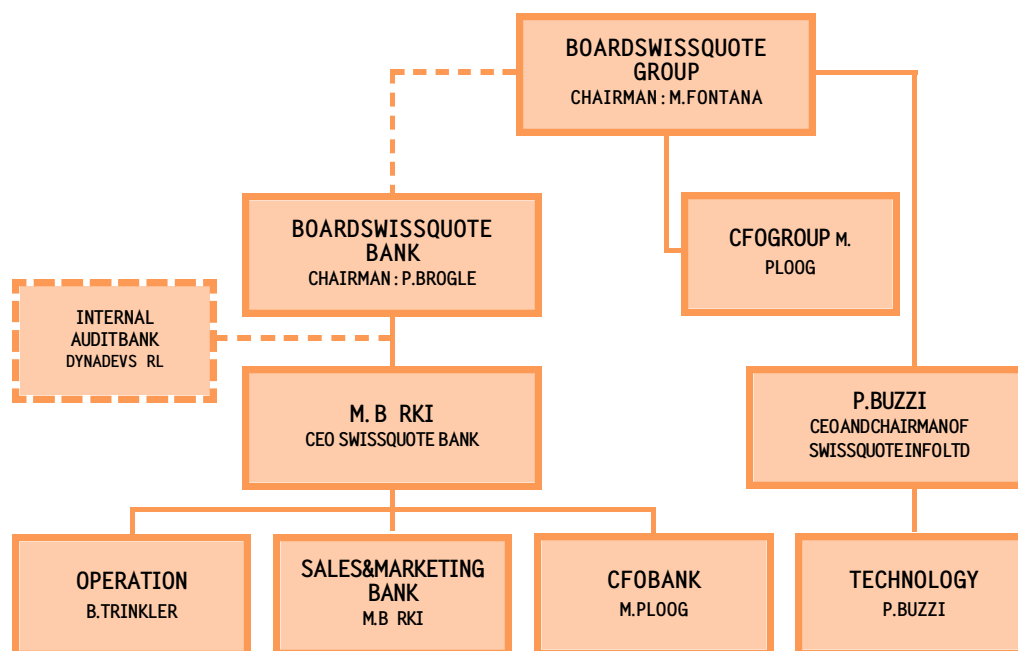 BOARDSWISSQUOTE
GROUP
CHAIRMAN : M.FONTANA
BOARDSWISSQUOTE
BANK
CHAIRMAN : P.BROGLE
CFOGROUP M.
PLOOG
INTERNAL
AUDITBANK
DYNADEVS RL
M. B RKI
CEO SWISSQUOTE BANK
P.BUZZI
CEOANDCHAIRMANOF
SWISSQUOTEINFOLTD
OPERATION
B.TRINKLER
SALES&MARKETING
BANK
M.B RKI
CFOBANK
M.PLOOG
TECHNOLOGY
P.BUZZI